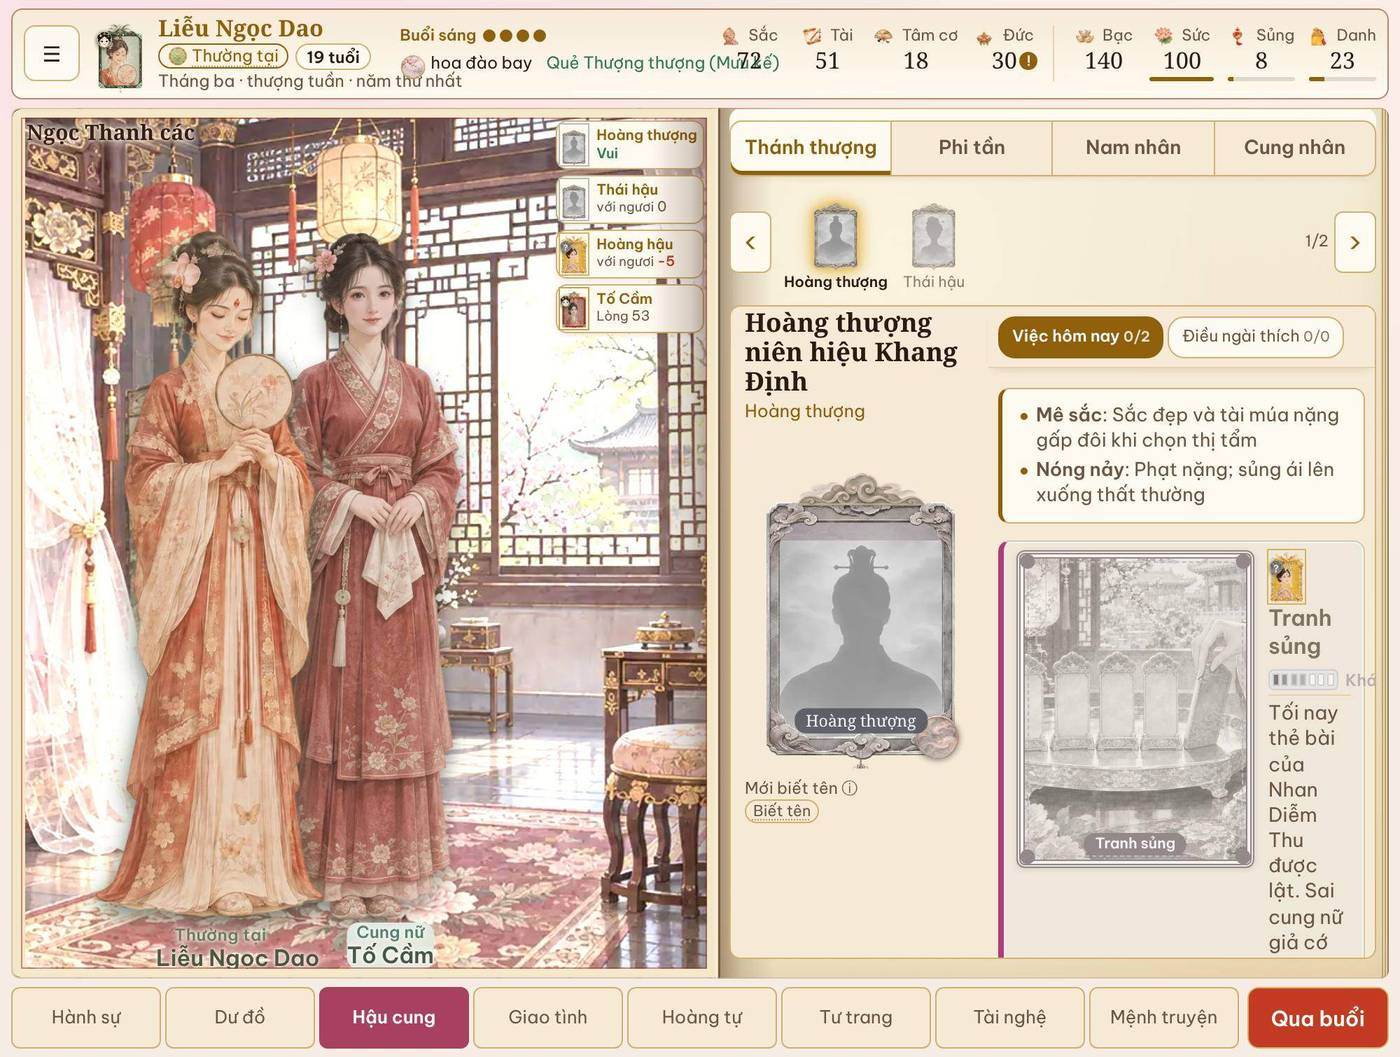 Liễu Ngọc Dao
Thường tại
19 tuổi
Tháng ba · thượng tuần · năm thứ nhất
Buổi sáng
hoa đào bay
Quẻ Thượng thượng (Mưu kế)
Sắc
72
Tài
51
Tâm cơ
18
Đức
30
Bạc
140
Sức
100
Sủng
8
Danh
23
Ngọc Thanh các
Hoàng thượng
Vui
Thái hậu
với ngươi 0
Hoàng hậu
với ngươi -5
Tố Cầm
Lòng 53
Thường tại
Liễu Ngọc Dao
Cung nữ
Tố Cầm
Thánh thượng
Phi tần
Nam nhân
Cung nhân
Hoàng thượng
Thái hậu
1/2
Hoàng thượng
niên hiệu Khang
Định
Hoàng thượng
Hoàng thượng
Mới biết tên
Biết tên
Việc hôm nay 0/2
Điều ngài thích 0/0
Mê sắc: Sắc đẹp và tài múa nặng
gấp đôi khi chọn thị tẩm
Nóng nảy: Phạt nặng; sủng ái lên
xuống thất thường
Tranh sủng
Tranh
sủng
Khá
Tối nay
thẻ bài
của
Nhan
Diễm
Thu
được
lật. Sai
cung nữ
giả cớ
Hành sự
Dư đồ
Hậu cung
Giao tình
Hoàng tự
Tư trang
Tài nghệ
Mệnh truyện
Qua buổi